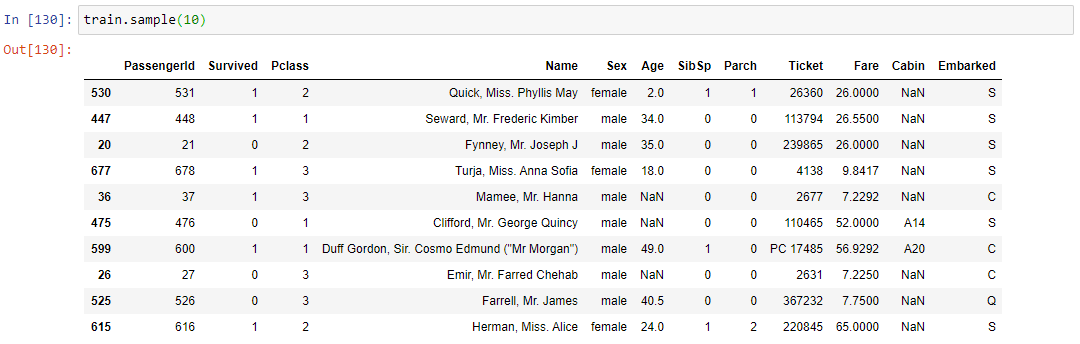 In [130]: train.sample(10)
Out[130]:
PassengerId Survived Pclass Name Sex Age SibSp Parch Ticket Fare Cabin Embarked
530 531 1 2 Quick, Miss. Phyllis May female 2.0 1 1 26360 26.0000 NaN S
447 448 1 1 Seward, Mr. Frederic Kimber male 34.0 0 0 113794 26.5500 NaN S
20 21 0 2 Fynney, Mr. Joseph J male 35.0 0 0 239865 26.0000 NaN S
677 678 1 3 Turja, Miss. Anna Sofia female 18.0 0 0 4138 9.8417 NaN S
36 37 1 3 Mamee, Mr. Hanna male NaN 0 0 2677 7.2292 NaN C
475 476 0 1 Clifford, Mr. George Quincy male NaN 0 0 110465 52.0000 A14 S
599 600 1 1 Duff Gordon, Sir. Cosmo Edmund ("Mr Morgan") male 49.0 1 0 PC 17485 56.9292 A20 C
26 27 0 3 Emir, Mr. Farred Chehab male NaN 0 0 2631 7.2250 NaN C
525 526 0 3 Farrell, Mr. James male 40.5 0 0 367232 7.7500 NaN Q
615 616 1 2 Herman, Miss. Alice female 24.0 1 2 220845 65.0000 NaN S